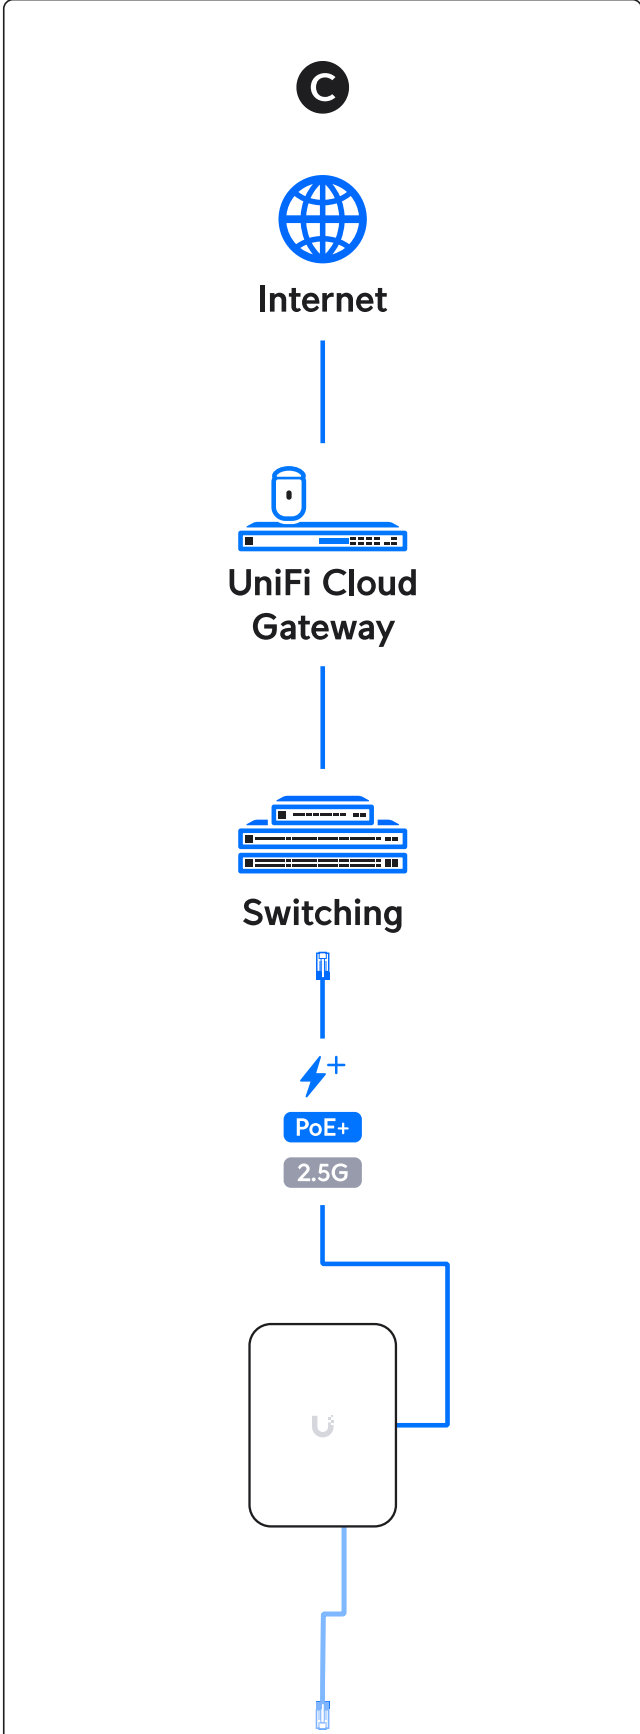 C
Internet
UniFi Cloud
Gateway
Switching
PoE+
2.5G